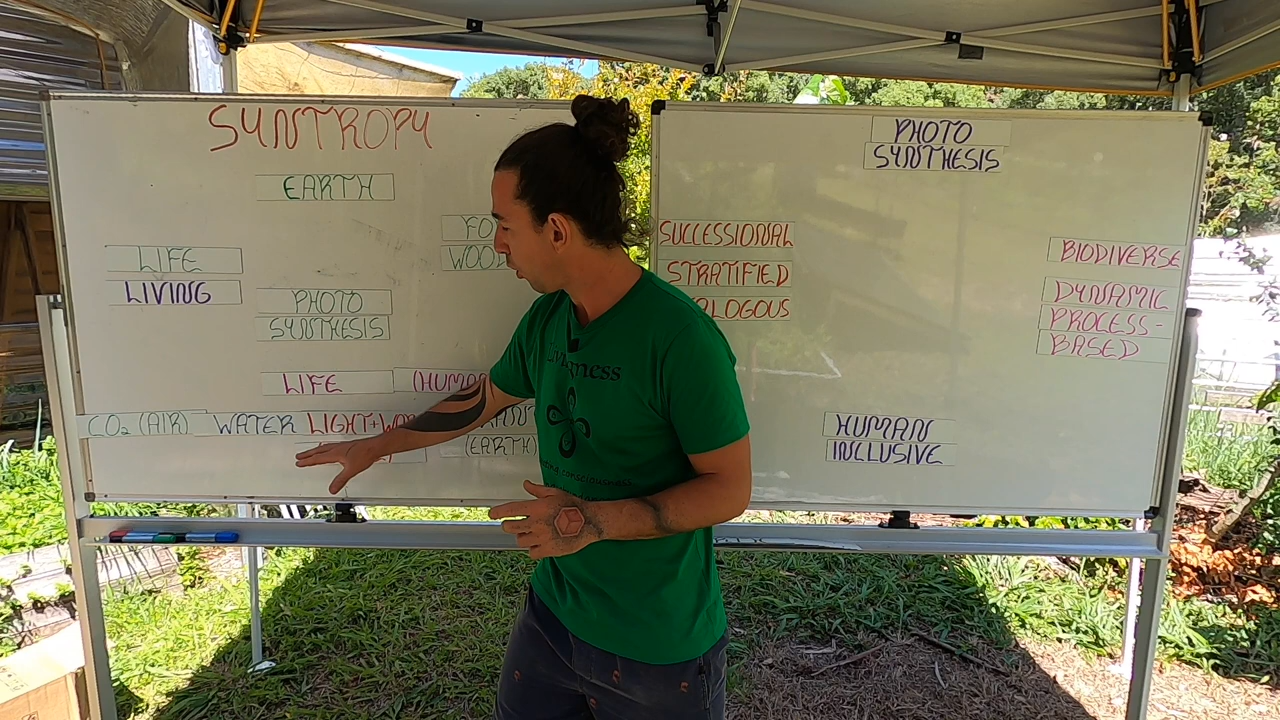 SYNTROPY
EARTH
LIFE
LIVING
PHOTO
SYNTHESIS
LIFE
CO₂ (AIR) WATER
(EARTH)
PHOTO
SYNTHESIS
SUCCESSIONAL
STRATIFIED
BIODIVERSE
DYNAMIC
PROCESS-
BASED
HUMAN
INCLUSIVE